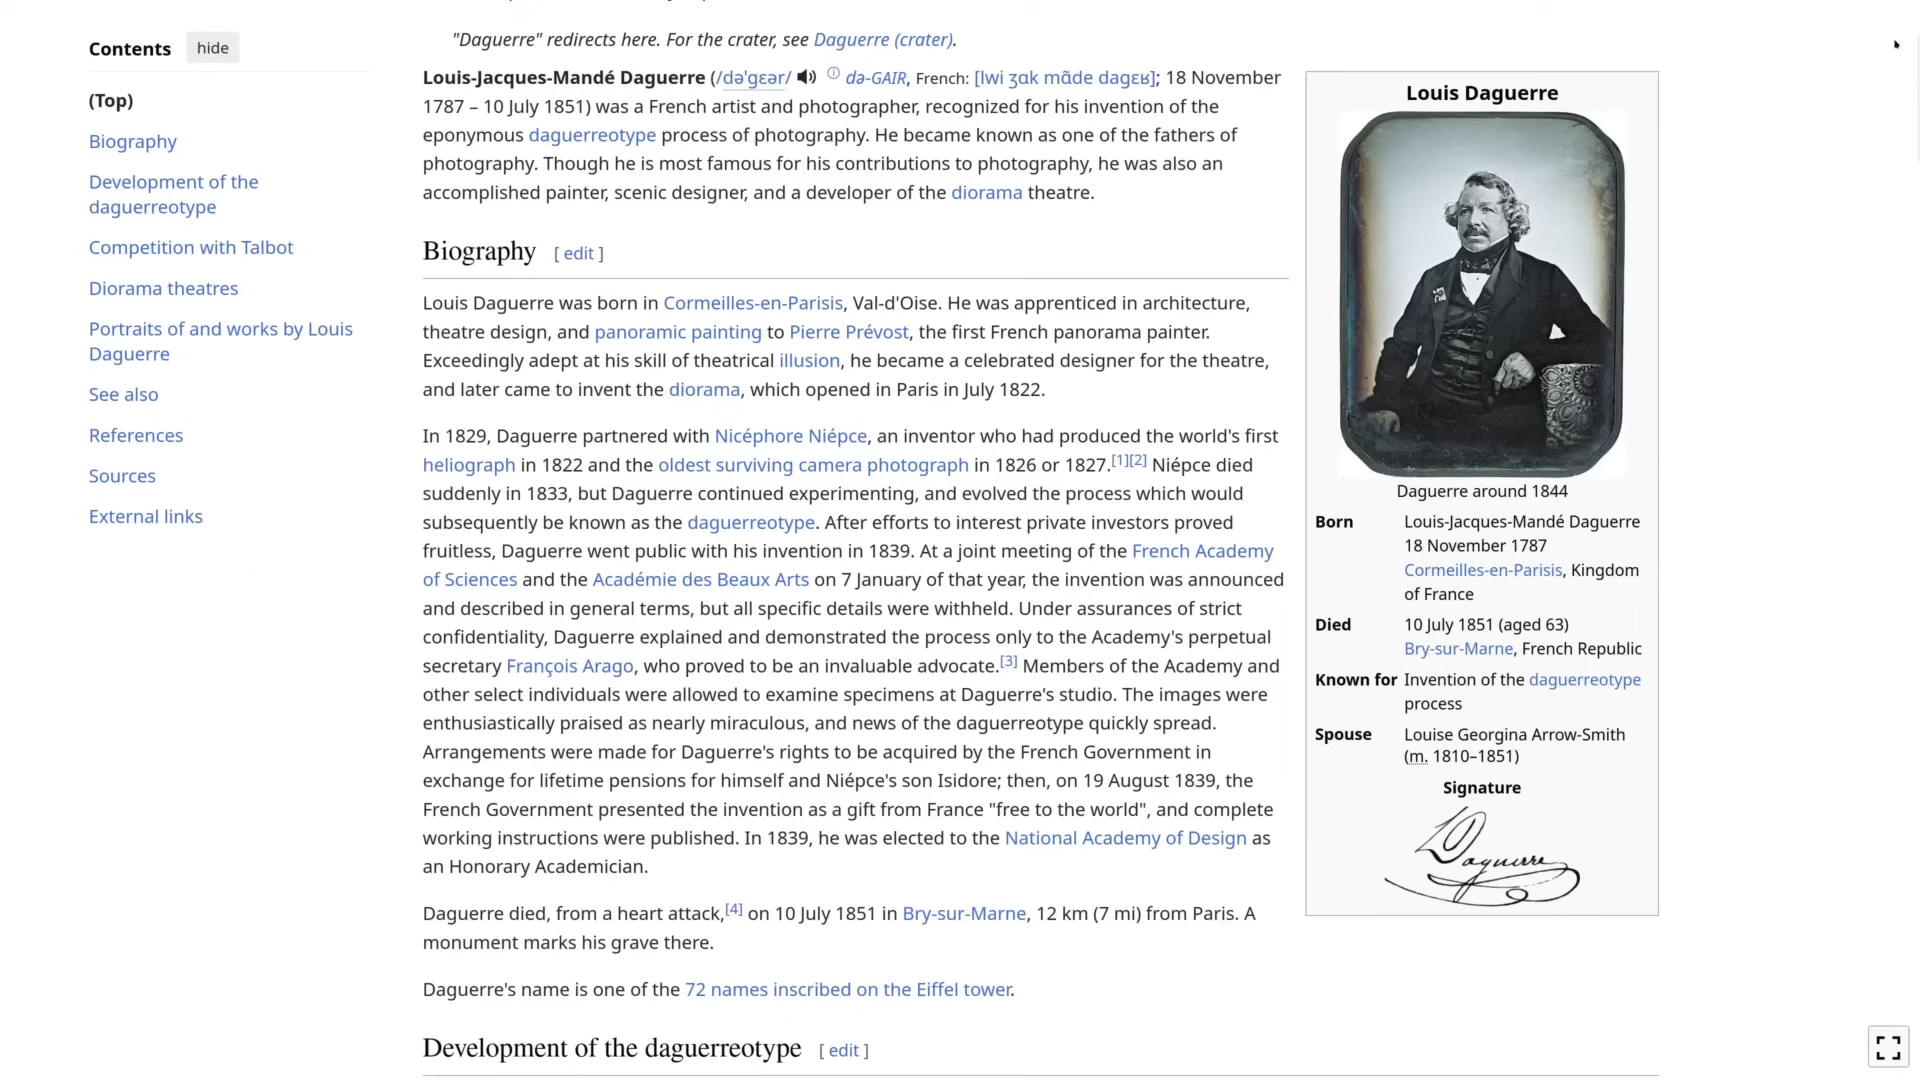 "Daguerre" redirects here. For the crater, see Daguerre (crater).
Contents hide
(Top)
Biography
Development of the
daguerreotype
Competition with Talbot
Diorama theatres
Portraits of and works by Louis
Daguerre
See also
References
Sources
External links
Louis-Jacques-Mandé Daguerre (/dəˈɡɛər/ ⓘ də-GAIR, French: [lwi ʒɑk mɑ̃de daɡɛʁ]; 18 November
1787 – 10 July 1851) was a French artist and photographer, recognized for his invention of the
eponymous daguerreotype process of photography. He became known as one of the fathers of
photography. Though he is most famous for his contributions to photography, he was also an
accomplished painter, scenic designer, and a developer of the diorama theatre.
Biography [ edit ]
Louis Daguerre was born in Cormeilles-en-Parisis, Val-d'Oise. He was apprenticed in architecture,
theatre design, and panoramic painting to Pierre Prévost, the first French panorama painter.
Exceedingly adept at his skill of theatrical illusion, he became a celebrated designer for the theatre,
and later came to invent the diorama, which opened in Paris in July 1822.
In 1829, Daguerre partnered with Nicéphore Niépce, an inventor who had produced the world's first
heliograph in 1822 and the oldest surviving camera photograph in 1826 or 1827.[1][2] Niépce died
suddenly in 1833, but Daguerre continued experimenting, and evolved the process which would
subsequently be known as the daguerreotype. After efforts to interest private investors proved
fruitless, Daguerre went public with his invention in 1839. At a joint meeting of the French Academy
of Sciences and the Académie des Beaux Arts on 7 January of that year, the invention was announced
and described in general terms, but all specific details were withheld. Under assurances of strict
confidentiality, Daguerre explained and demonstrated the process only to the Academy's perpetual
secretary François Arago, who proved to be an invaluable advocate.[3] Members of the Academy and
other select individuals were allowed to examine specimens at Daguerre's studio. The images were
enthusiastically praised as nearly miraculous, and news of the daguerreotype quickly spread.
Arrangements were made for Daguerre's rights to be acquired by the French Government in
exchange for lifetime pensions for himself and Niépce's son Isidore; then, on 19 August 1839, the
French Government presented the invention as a gift from France "free to the world", and complete
working instructions were published. In 1839, he was elected to the National Academy of Design as
an Honorary Academician.
Daguerre died, from a heart attack,[4] on 10 July 1851 in Bry-sur-Marne, 12 km (7 mi) from Paris. A
monument marks his grave there.
Daguerre's name is one of the 72 names inscribed on the Eiffel tower.
Development of the daguerreotype [ edit ]
Louis Daguerre
Daguerre around 1844
Born Louis-Jacques-Mandé Daguerre
18 November 1787
Cormeilles-en-Parisis, Kingdom
of France
Died 10 July 1851 (aged 63)
Bry-sur-Marne, French Republic
Known for Invention of the daguerreotype
process
Spouse Louise Georgina Arrow-Smith
(m. 1810–1851)
Signature
Daguerre